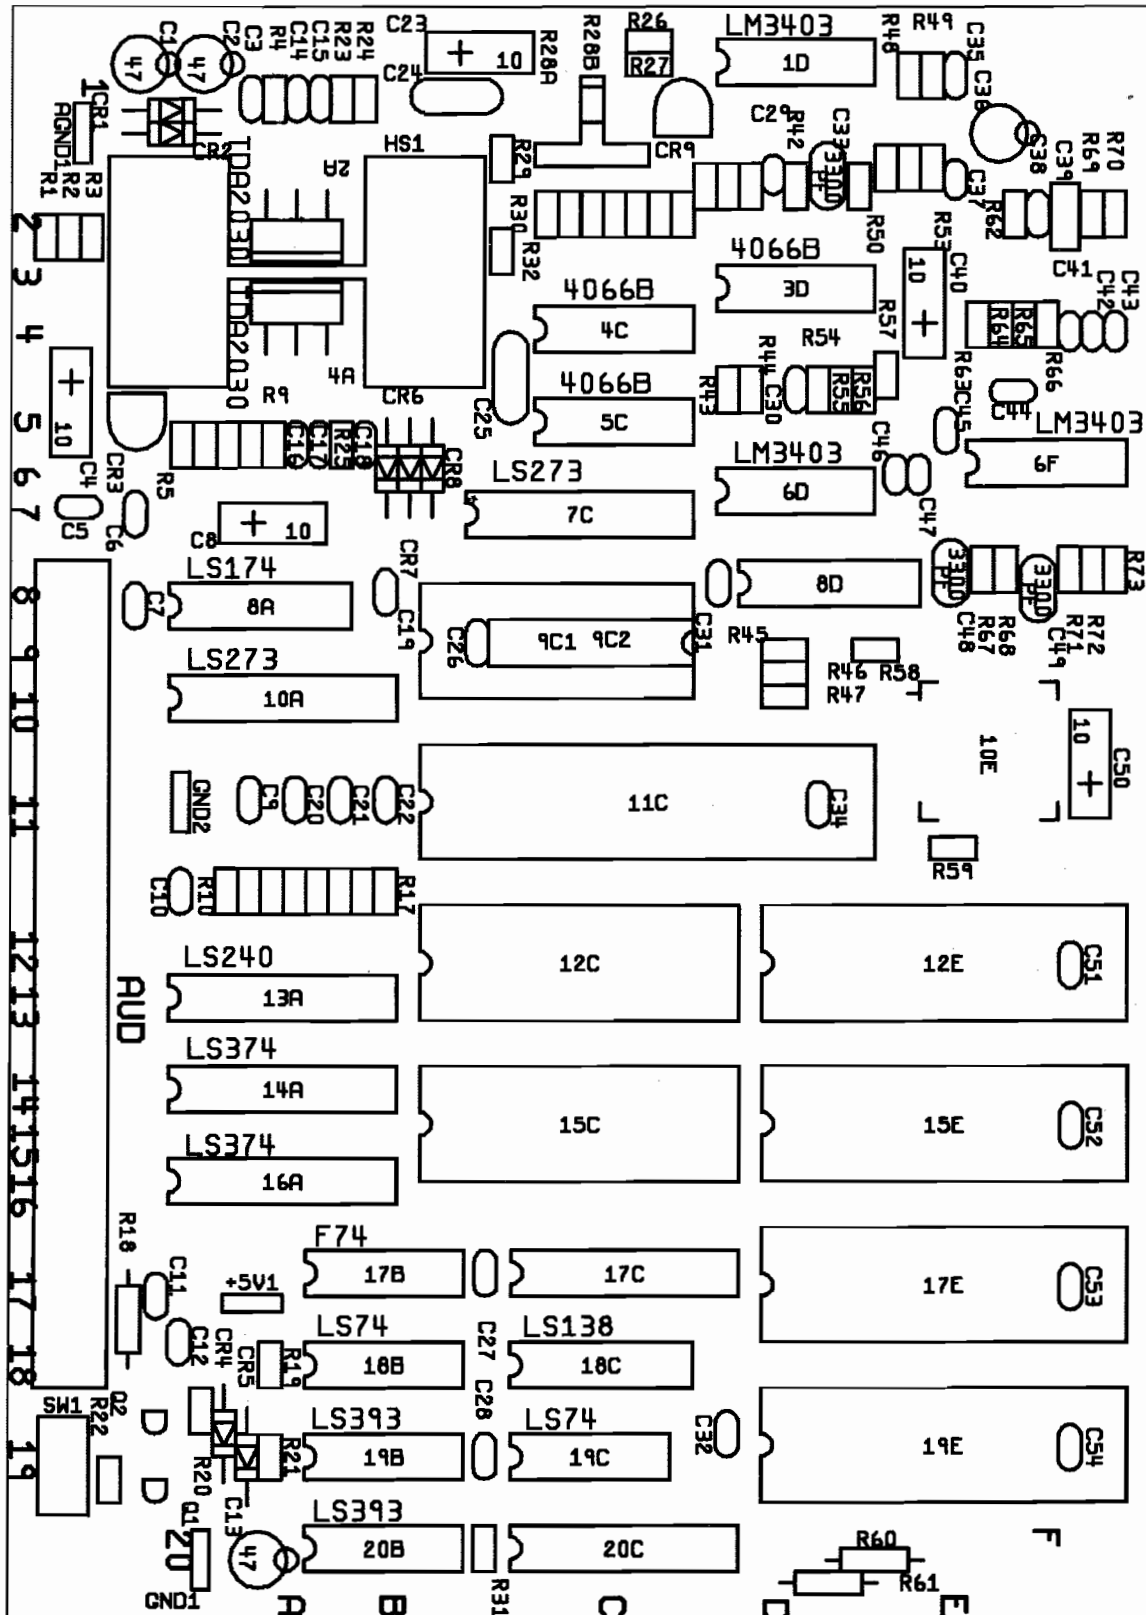 C1
C2
C3
R4
C14
C15
R23
R24
C23
+ 10
R28A
R28B
R26
R27
LM3403
1D
R48
R49
C35
C36
47
47
C24
1
CR1
AGND1
CR2
TDA2030
2A
HS1
R29
CR9
C29
R42
C33
3300
PF
C37
C38
C39
R69
R70
R1
R2
R3
2
R30
R32
R50
R53
R62
C41
C42
C43
3
4066B
4C
4066B
3D
R57
10
+
C40
4
TDA2030
4A
R9
CR6
C25
4066B
5C
R43
R44
C30
R54
R55
R56
R64
R65
R63
R66
C44
C45
+
10
5
C16
C17
R25
C18
CR8
LM3403
6D
C46
C47
LM3403
6F
C4
CR3
R5
6
LS273
7C
7
C5
C6
C8
+ 10
CR7
LS174
8A
8
C7
C19
C26
9C1
9C2
C31
8D
3300
PF
3300
PF
C48
R67
R68
C49
R71
R72
R73
9
LS273
10A
R45
R46
R47
R58
10
10E
10
+
C50
11
GND2
C9
C20
C21
C22
11C
C34
R59
C10
R10
R17
12
LS240
13A
12C
12E
C51
13
AUD
LS374
14A
14
15C
15E
C52
15
LS374
16A
16
R18
F74
17B
17C
17E
C53
17
C11
+5V1
C12
CR4
CR5
R19
LS74
18B
C27
LS138
18C
18
SW1
R22
Q2
C28
LS393
19B
LS74
19C
C32
19E
C54
19
R20
R21
Q1
C13
LS393
20B
20C
20
47
GND1
R31
R60
R61
F
A
B
C
D
E